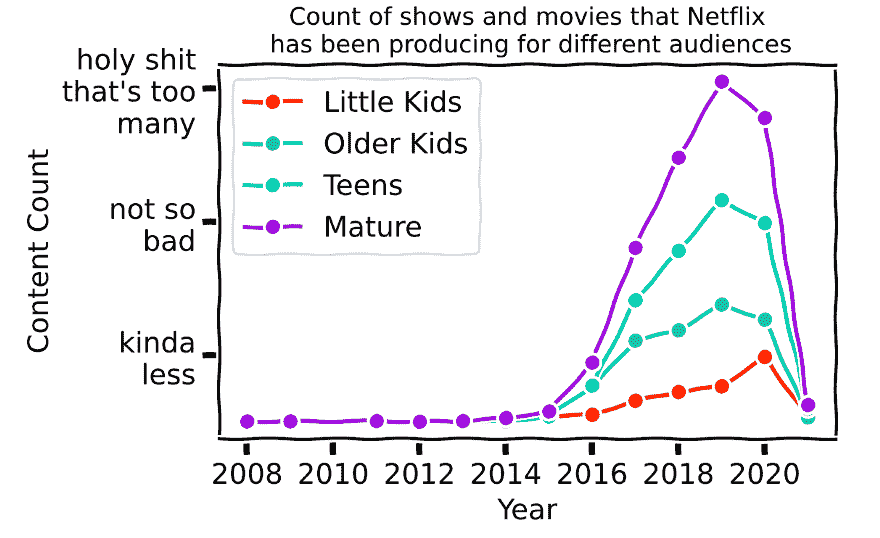 Count of shows and movies that Netflix
has been producing for different audiences
holy shit
that's too
many
not so
bad
kinda
less
Content Count
Little Kids
Older Kids
Teens
Mature
2008 2010 2012 2014 2016 2018 2020
Year